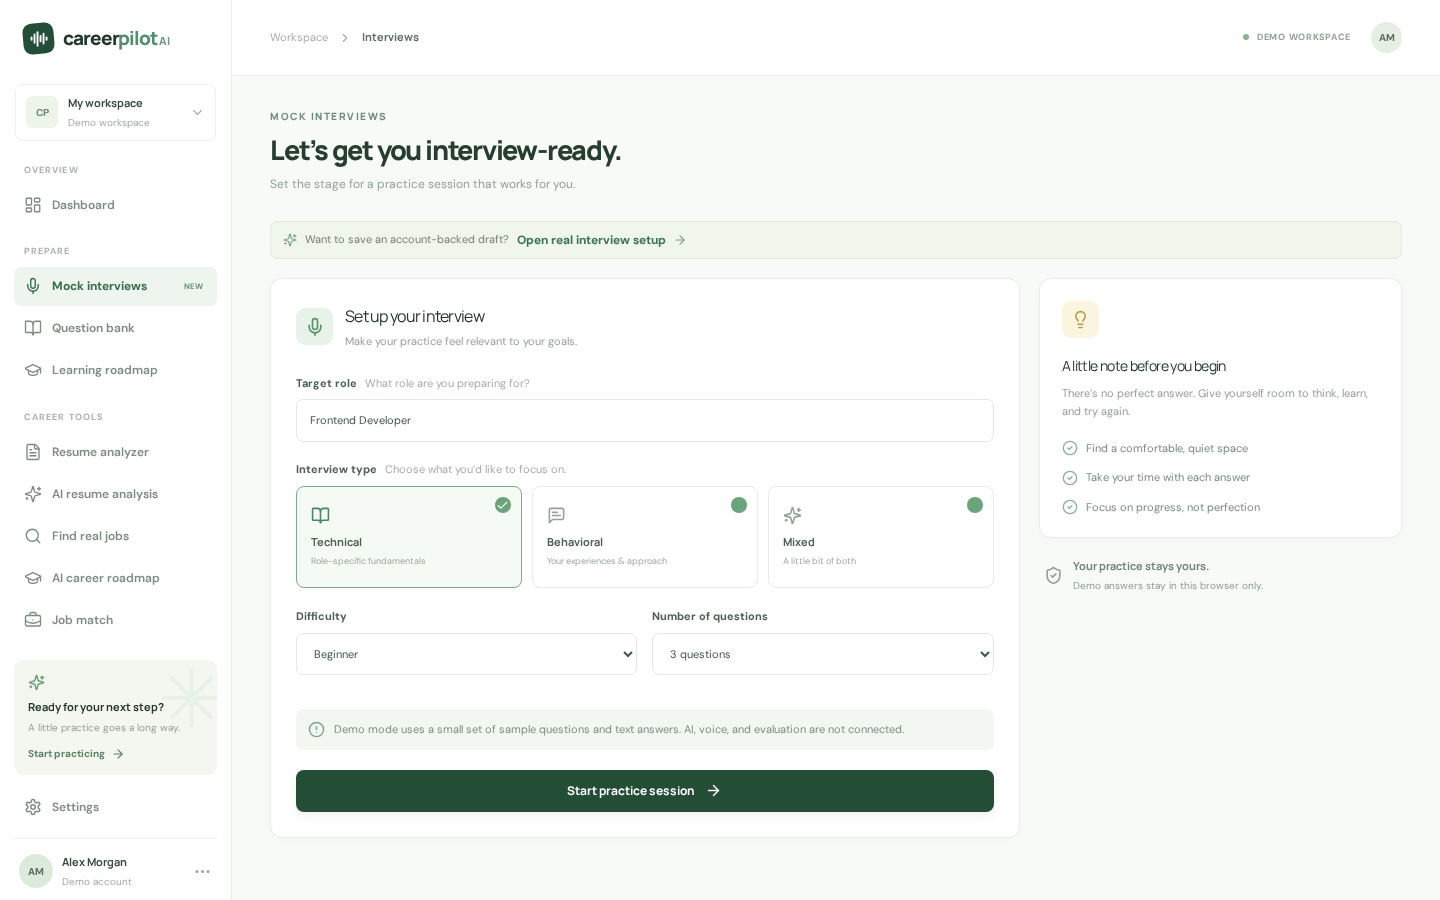 careerpilot AI
CP
My workspace
Demo workspace
OVERVIEW
Dashboard
PREPARE
Mock interviews NEW
Question bank
Learning roadmap
CAREER TOOLS
Resume analyzer
AI resume analysis
Find real jobs
AI career roadmap
Job match
Ready for your next step?
A little practice goes a long way.
Start practicing
Settings
AM
Alex Morgan
Demo account
Workspace Interviews
DEMO WORKSPACE AM
MOCK INTERVIEWS
Let's get you interview-ready.
Set the stage for a practice session that works for you.
Want to save an account-backed draft? Open real interview setup
Set up your interview
Make your practice feel relevant to your goals.
Target role What role are you preparing for?
Frontend Developer
Interview type Choose what you'd like to focus on.
Technical
Role-specific fundamentals
Behavioral
Your experiences & approach
Mixed
A little bit of both
Difficulty
Beginner
Number of questions
3 questions
Demo mode uses a small set of sample questions and text answers. AI, voice, and evaluation are not connected.
Start practice session
A little note before you begin
There's no perfect answer. Give yourself room to think, learn,
and try again.
Find a comfortable, quiet space
Take your time with each answer
Focus on progress, not perfection
Your practice stays yours.
Demo answers stay in this browser only.